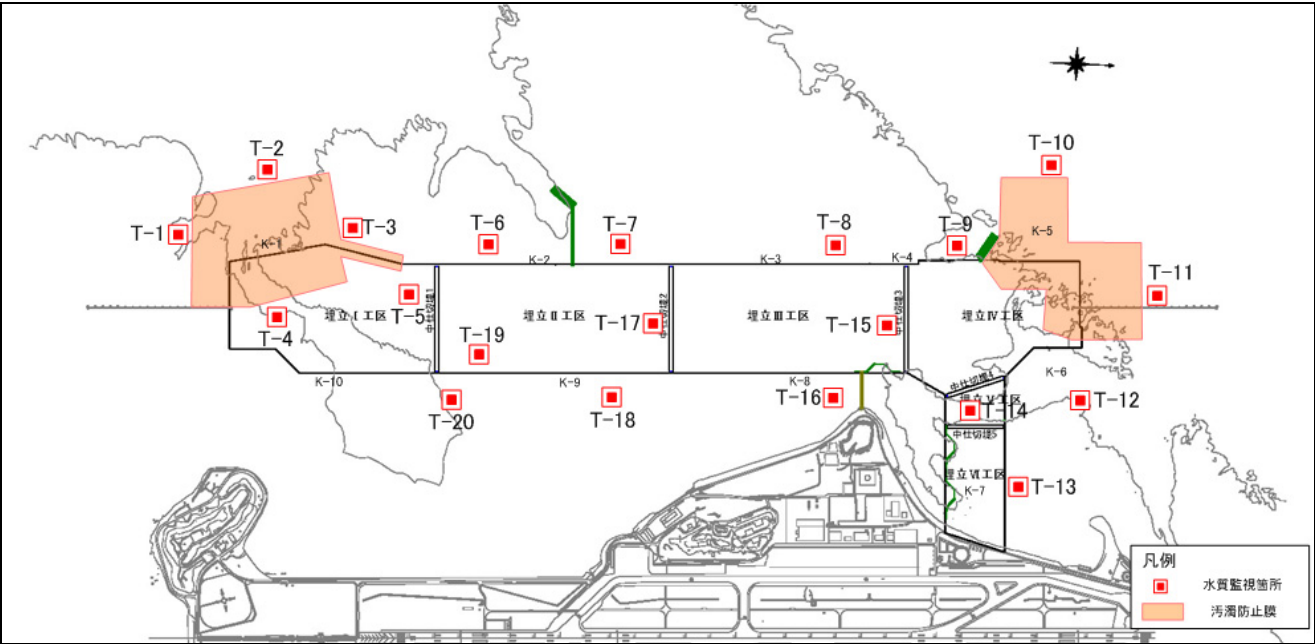 T-2
T-10
T-1
T-3
K-1
T-6
T-7
T-8
T-9
K-5
K-2
K-3
K-4
T-11
T-5
T-4
埋立Ⅰ工区
中仕切堤1
埋立Ⅱ工区
T-17
中仕切堤2
埋立Ⅲ工区
T-15
中仕切堤3
埋立Ⅳ工区
T-19
K-10
K-9
K-8
K-6
中仕切堤4
T-20
T-18
T-16
埋立Ⅴ工区
T-14
T-12
中仕切堤5
埋立Ⅵ工区
K-7
T-13
凡例
水質監視箇所
汚濁防止膜